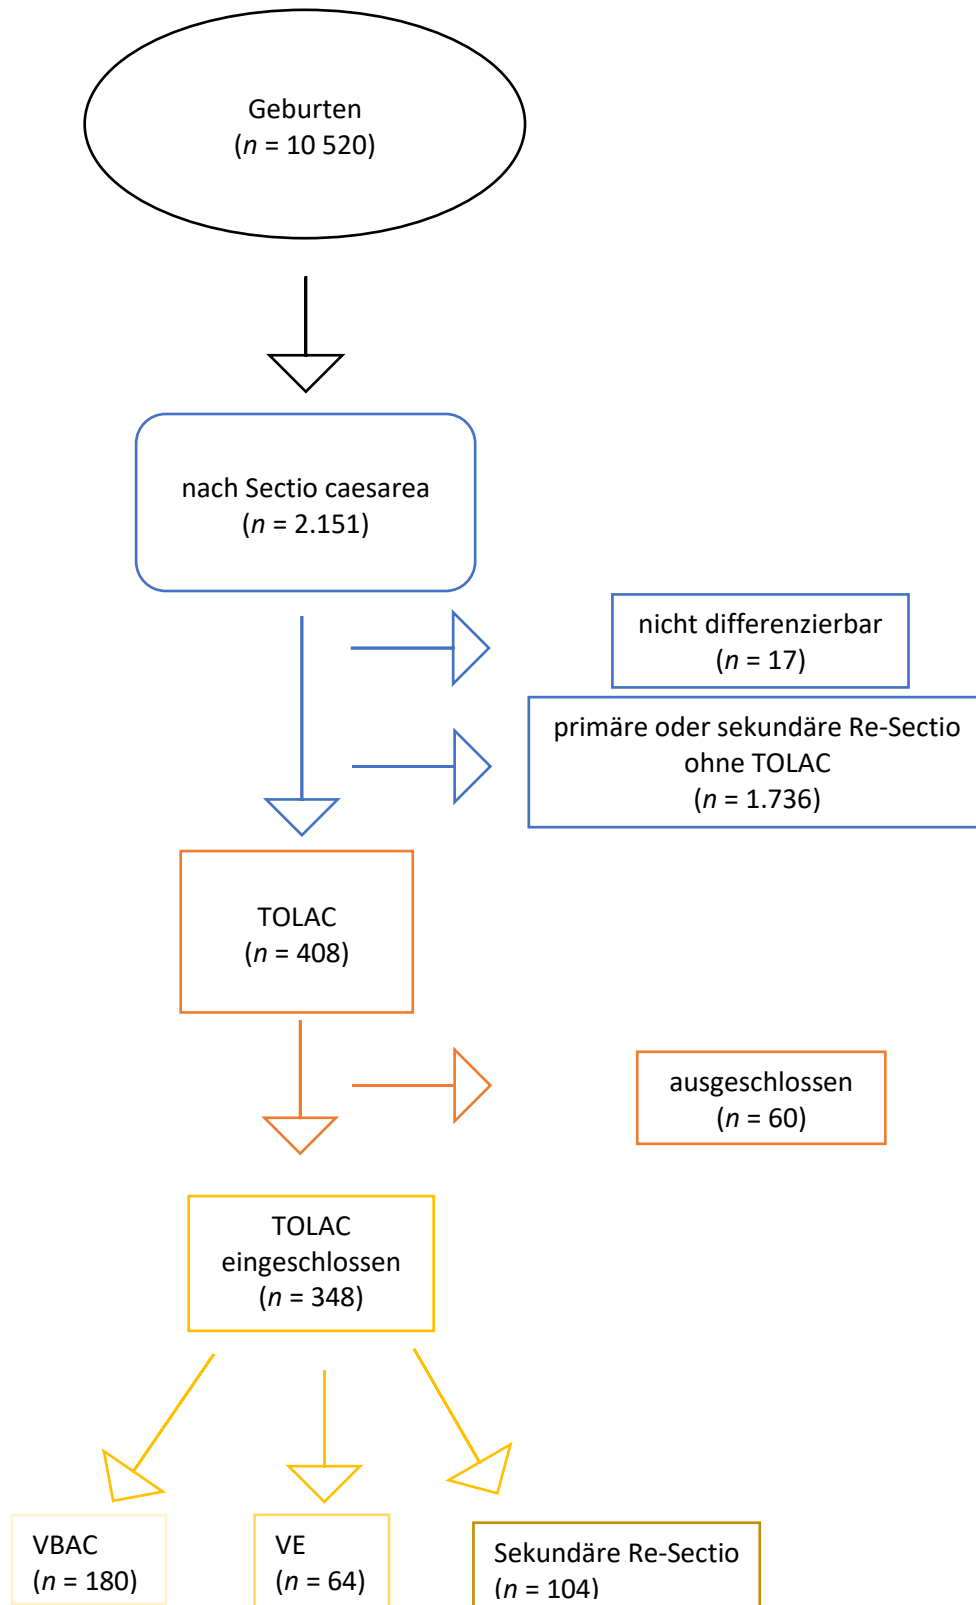 Geburten
(n = 10 520)
nach Sectio caesarea
(n = 2.151)
nicht differenzierbar
(n = 17)
primäre oder sekundäre Re-Sectio
ohne TOLAC
(n = 1.736)
TOLAC
(n = 408)
ausgeschlossen
(n = 60)
TOLAC
eingeschlossen
(n = 348)
VBAC
(n = 180)
VE
(n = 64)
Sekundäre Re-Sectio
(n = 104)